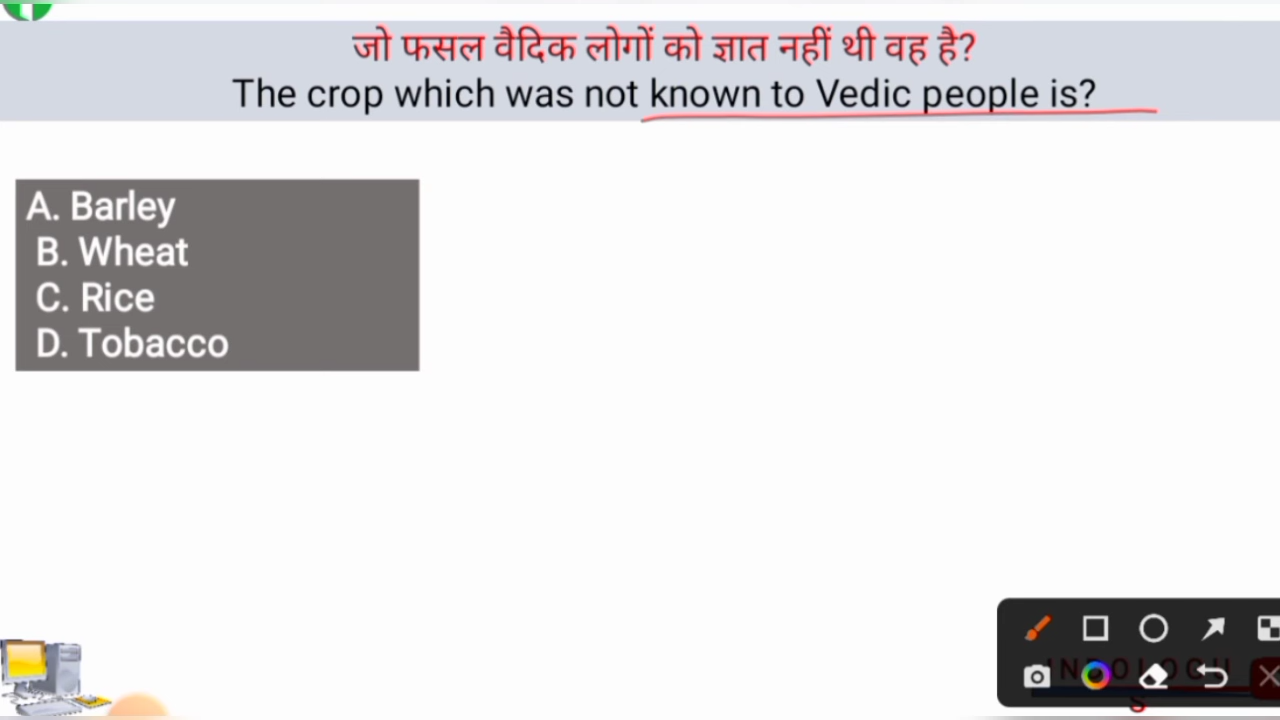 जो फसल वैदिक लोगों को ज्ञात नहीं थी वह है?
The crop which was not known to Vedic people is?
A. Barley
B. Wheat
C. Rice
D. Tobacco